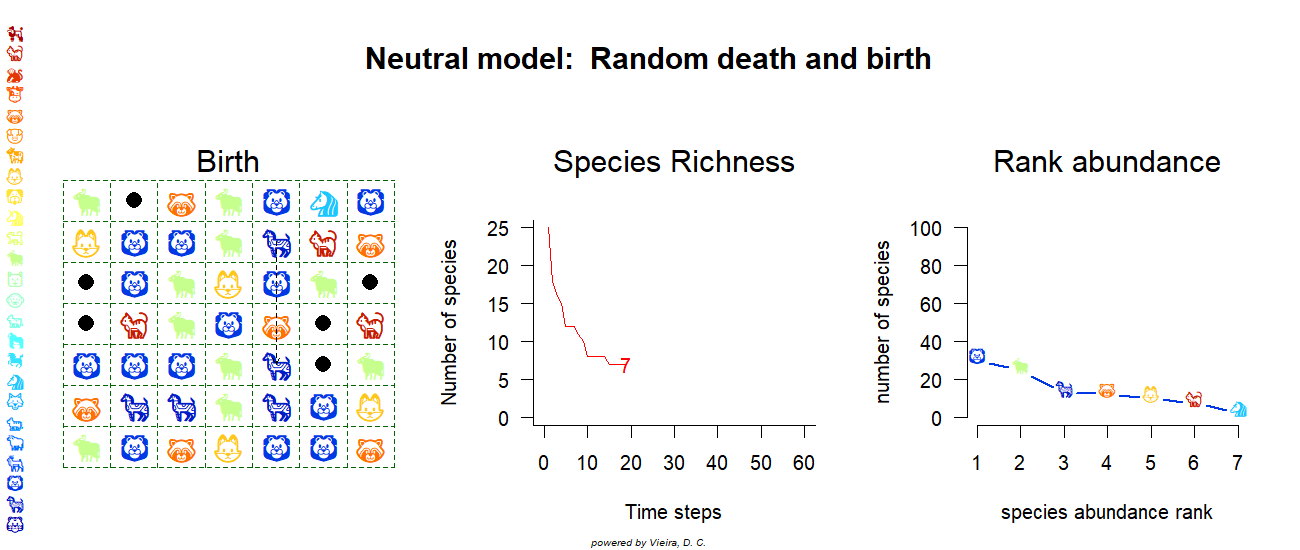 Neutral model:  Random death and birth
Birth
Species Richness
Number of species
25
20
15
10
5
0
7
0 10 20 30 40 50 60
Time steps
Rank abundance
number of species
100
80
60
40
20
0
1 2 3 4 5 6 7
species abundance rank
powered by Vieira, D. C.